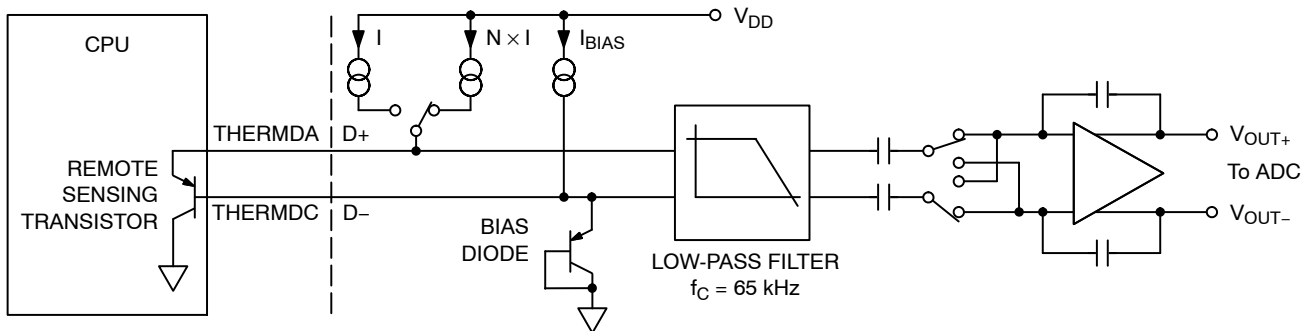 CPU
I
N × I
I_BIAS
V_DD
THERMDA
D+
REMOTE
SENSING
TRANSISTOR
THERMDC
D−
BIAS
DIODE
LOW−PASS FILTER
f_C = 65 kHz
V_OUT+
To ADC
V_OUT−